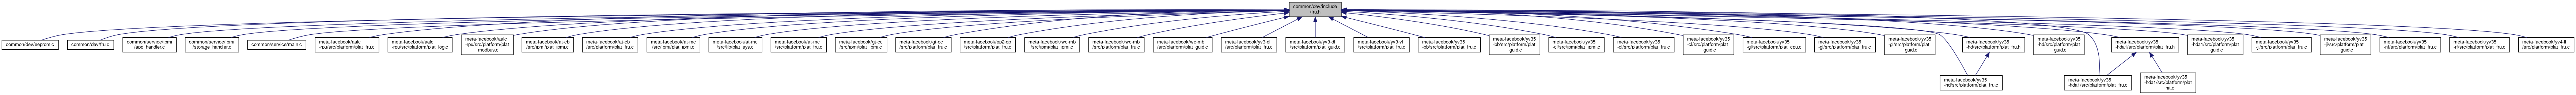 common/dev/include
/fru.h
common/dev/eeprom.c
common/dev/fru.c
common/service/ipmi
/app_handler.c
common/service/ipmi
/storage_handler.c
common/service/main.c
meta-facebook/aalc
-rpu/src/platform/plat_fru.c
meta-facebook/aalc
-rpu/src/platform/plat_log.c
meta-facebook/aalc
-rpu/src/platform/plat
_modbus.c
meta-facebook/at-cb
/src/ipmi/plat_ipmi.c
meta-facebook/at-cb
/src/platform/plat_fru.c
meta-facebook/at-mc
/src/ipmi/plat_ipmi.c
meta-facebook/at-mc
/src/lib/plat_sys.c
meta-facebook/at-mc
/src/platform/plat_fru.c
meta-facebook/gt-cc
/src/ipmi/plat_ipmi.c
meta-facebook/gt-cc
/src/platform/plat_fru.c
meta-facebook/op2-op
/src/platform/plat_fru.c
meta-facebook/wc-mb
/src/ipmi/plat_ipmi.c
meta-facebook/wc-mb
/src/platform/plat_fru.c
meta-facebook/wc-mb
/src/platform/plat_guid.c
meta-facebook/yv3-dl
/src/platform/plat_fru.c
meta-facebook/yv3-dl
/src/platform/plat_guid.c
meta-facebook/yv3-vf
/src/platform/plat_fru.c
meta-facebook/yv35
-bb/src/platform/plat_fru.c
meta-facebook/yv35
-bb/src/platform/plat
_guid.c
meta-facebook/yv35
-cl/src/ipmi/plat_ipmi.c
meta-facebook/yv35
-cl/src/platform/plat_fru.c
meta-facebook/yv35
-cl/src/platform/plat
_guid.c
meta-facebook/yv35
-gl/src/platform/plat_cpu.c
meta-facebook/yv35
-gl/src/platform/plat_fru.c
meta-facebook/yv35
-gl/src/platform/plat
_guid.c
meta-facebook/yv35
-hd/src/platform/plat_fru.h
meta-facebook/yv35
-hd/src/platform/plat
_guid.c
meta-facebook/yv35
-hda1/src/platform/plat_fru.h
meta-facebook/yv35
-hda1/src/platform/plat
_guid.c
meta-facebook/yv35
-ji/src/platform/plat_fru.c
meta-facebook/yv35
-ji/src/platform/plat
_guid.c
meta-facebook/yv35
-nf/src/platform/plat_fru.c
meta-facebook/yv35
-rf/src/platform/plat_fru.c
meta-facebook/yv4-ff
/src/platform/plat_fru.c
meta-facebook/yv35
-hd/src/platform/plat_fru.c
meta-facebook/yv35
-hda1/src/platform/plat_fru.c
meta-facebook/yv35
-hda1/src/platform/plat
_init.c